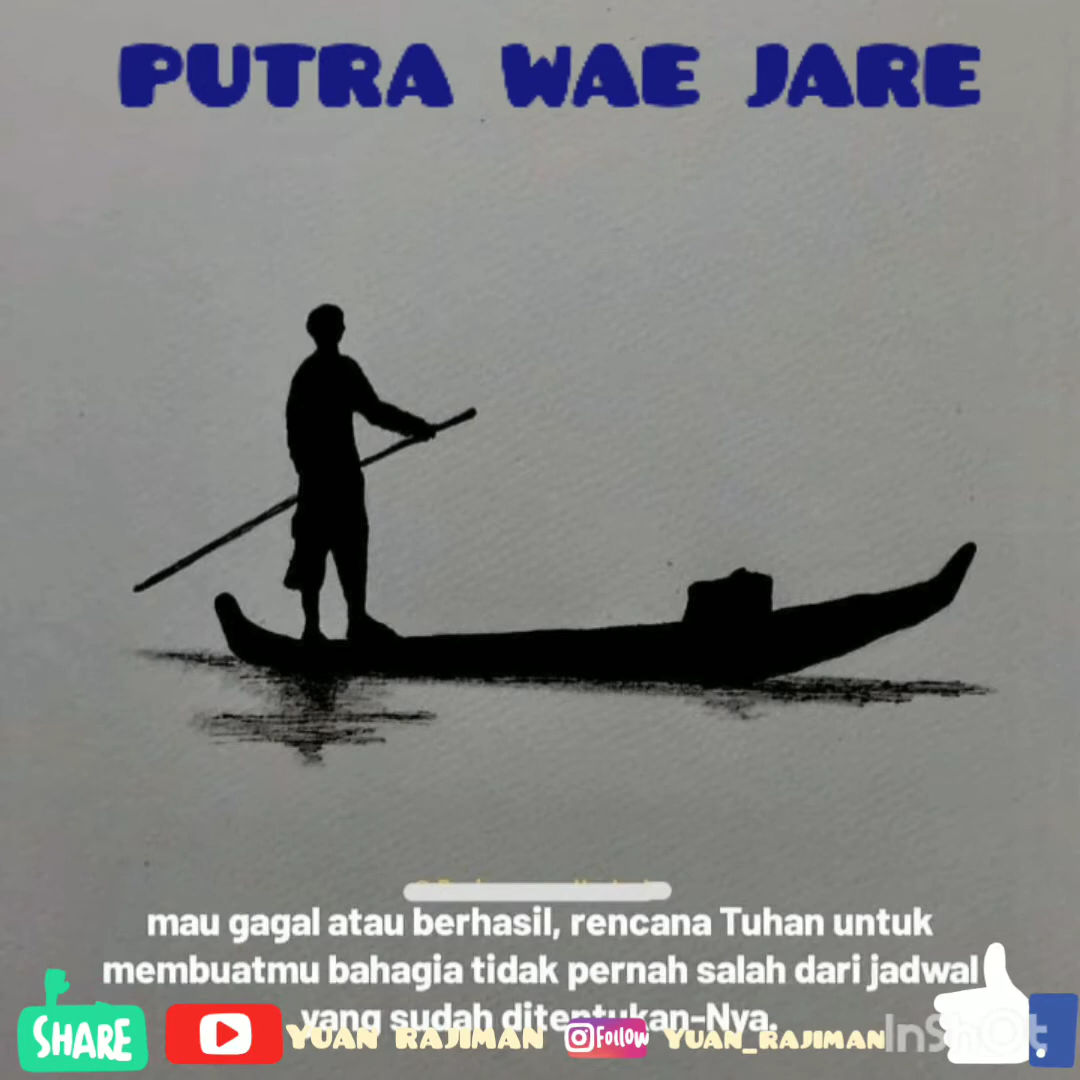 PUTRA WAE JARE
mau gagal atau berhasil, rencana Tuhan untuk
membuatmu bahagia tidak pernah salah dari jadwal
yang sudah ditentukan-Nya.
SHARE
YUAN RAJIMAN
Follow
YUAN_RAJIMAN
InShOt